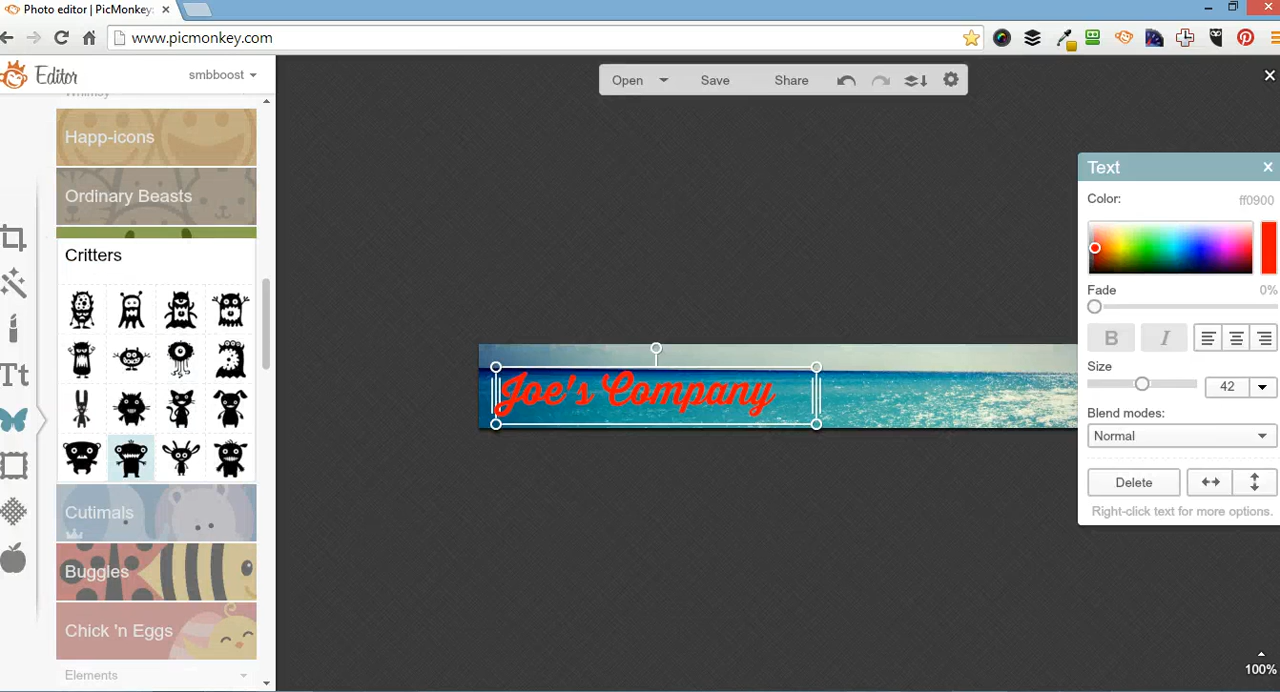 Photo editor | PicMonkey:
www.picmonkey.com
Editor
smbboost
Open
Save
Share
Whimsy
Happ-icons
Ordinary Beasts
Critters
Cutimals
Buggles
Chick 'n Eggs
Elements
Joe's Company
Text
Color:
ff0900
Fade
0%
B
I
Size
42
Blend modes:
Normal
Delete
Right-click text for more options.
100%
Tt